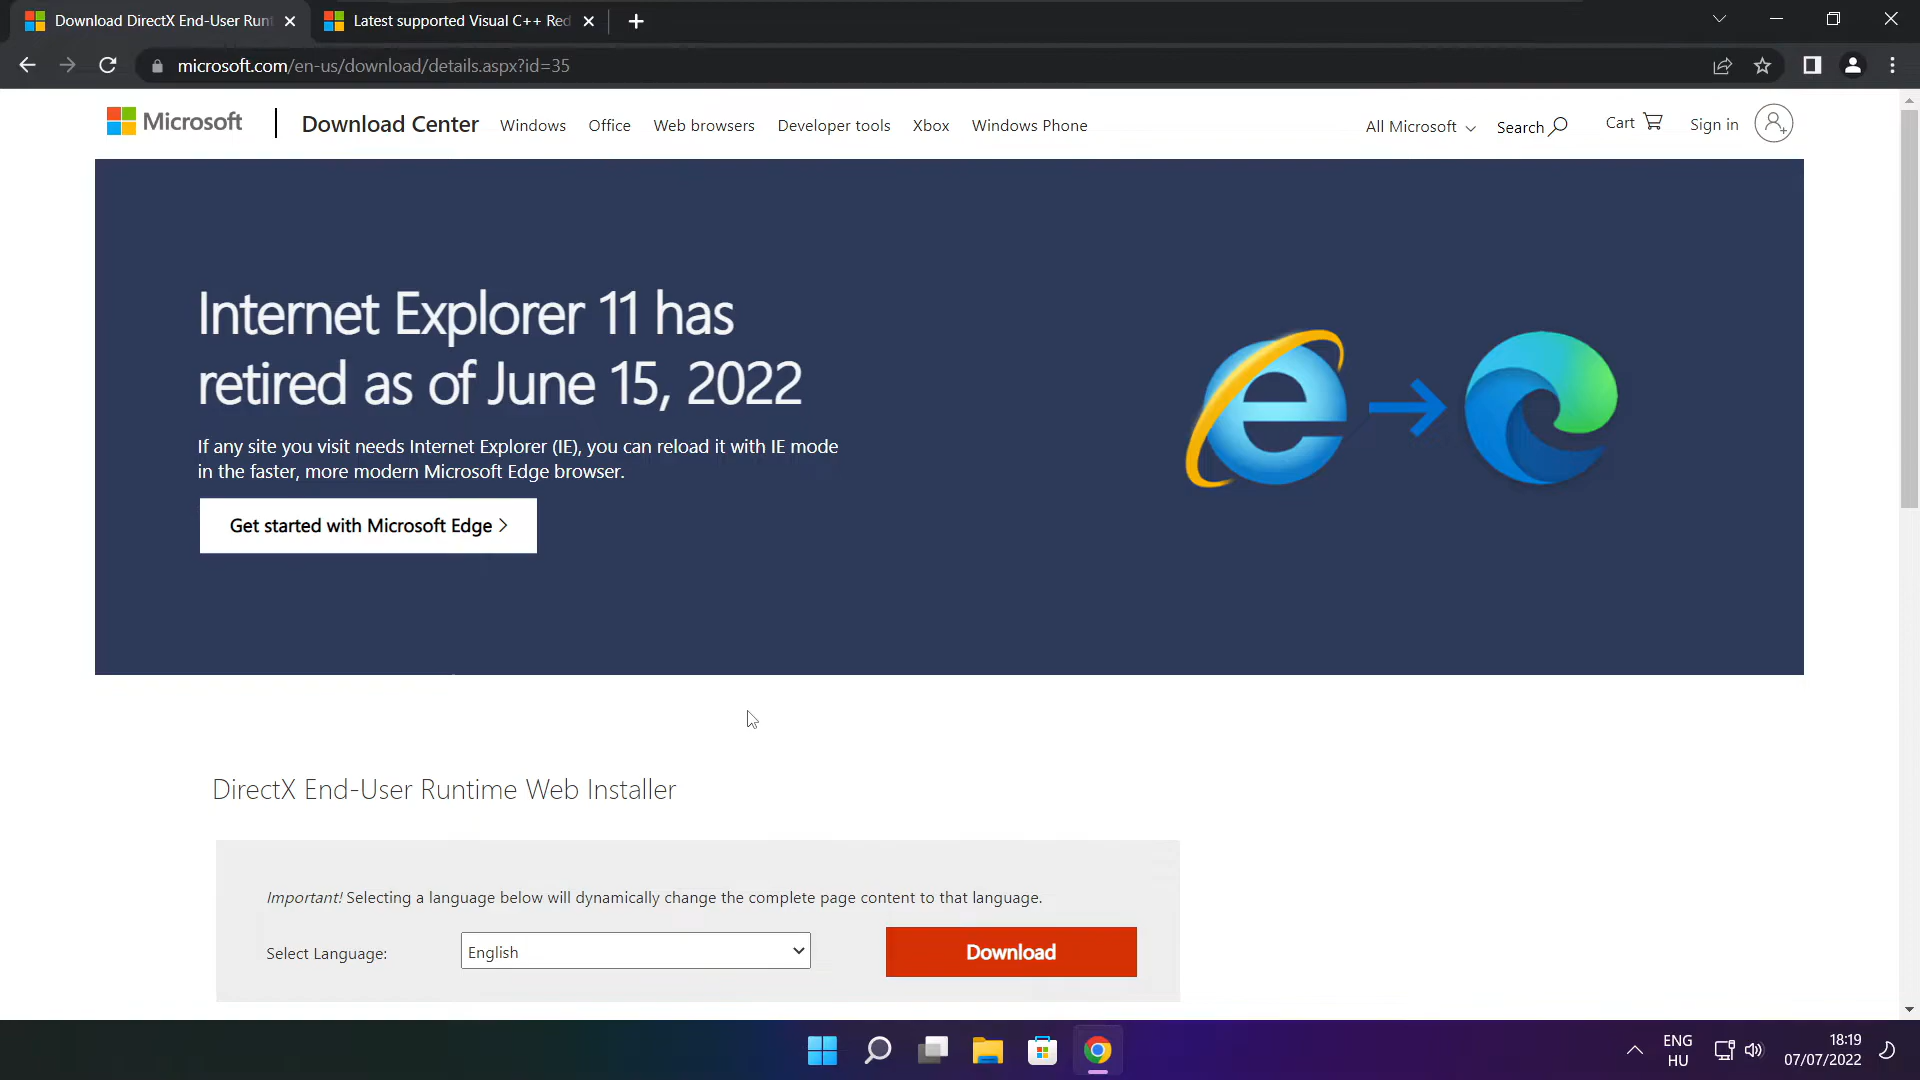 Download DirectX End-User Runt
Latest supported Visual C++ Red
microsoft.com/en-us/download/details.aspx?id=35
Microsoft
Download Center
Windows
Office
Web browsers
Developer tools
Xbox
Windows Phone
All Microsoft
Search
Cart
Sign in
Internet Explorer 11 has
retired as of June 15, 2022
If any site you visit needs Internet Explorer (IE), you can reload it with IE mode
in the faster, more modern Microsoft Edge browser.
Get started with Microsoft Edge >
DirectX End-User Runtime Web Installer
Important! Selecting a language below will dynamically change the complete page content to that language.
Select Language:
English
Download
ENG
HU
18:19
07/07/2022